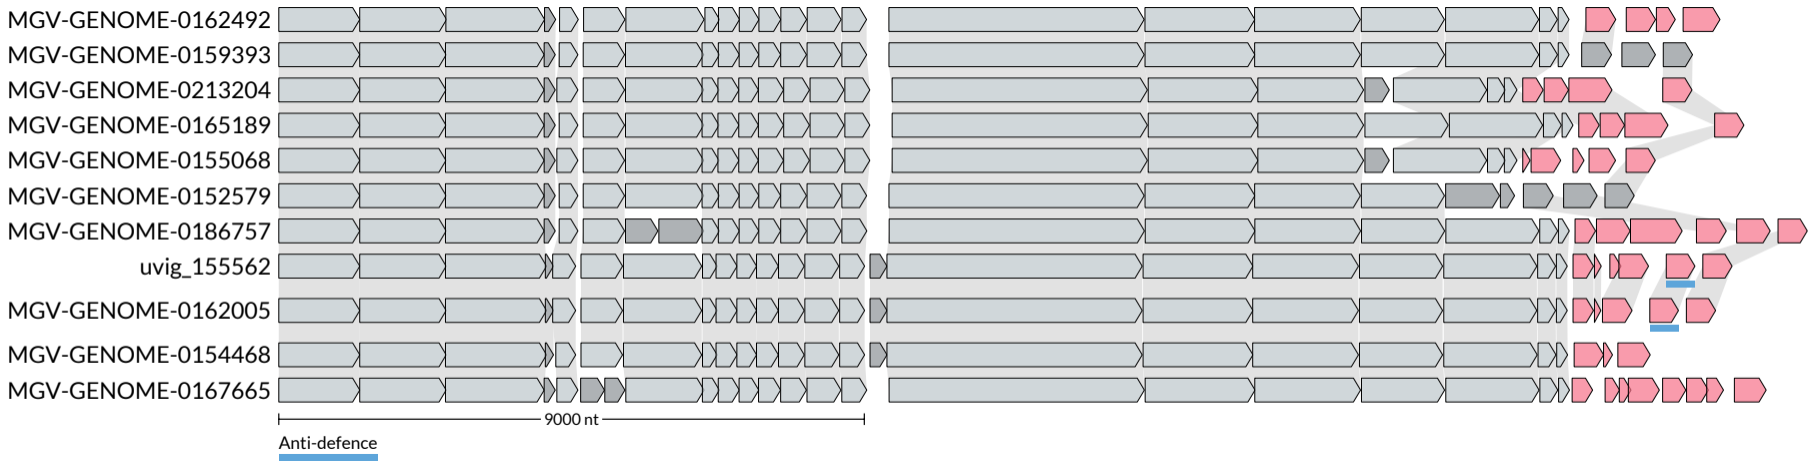 MGV-GENOME-0162492
MGV-GENOME-0159393
MGV-GENOME-0213204
MGV-GENOME-0165189
MGV-GENOME-0155068
MGV-GENOME-0152579
MGV-GENOME-0186757
uvig_155562
MGV-GENOME-0162005
MGV-GENOME-0154468
MGV-GENOME-0167665
9000 nt
Anti-defence